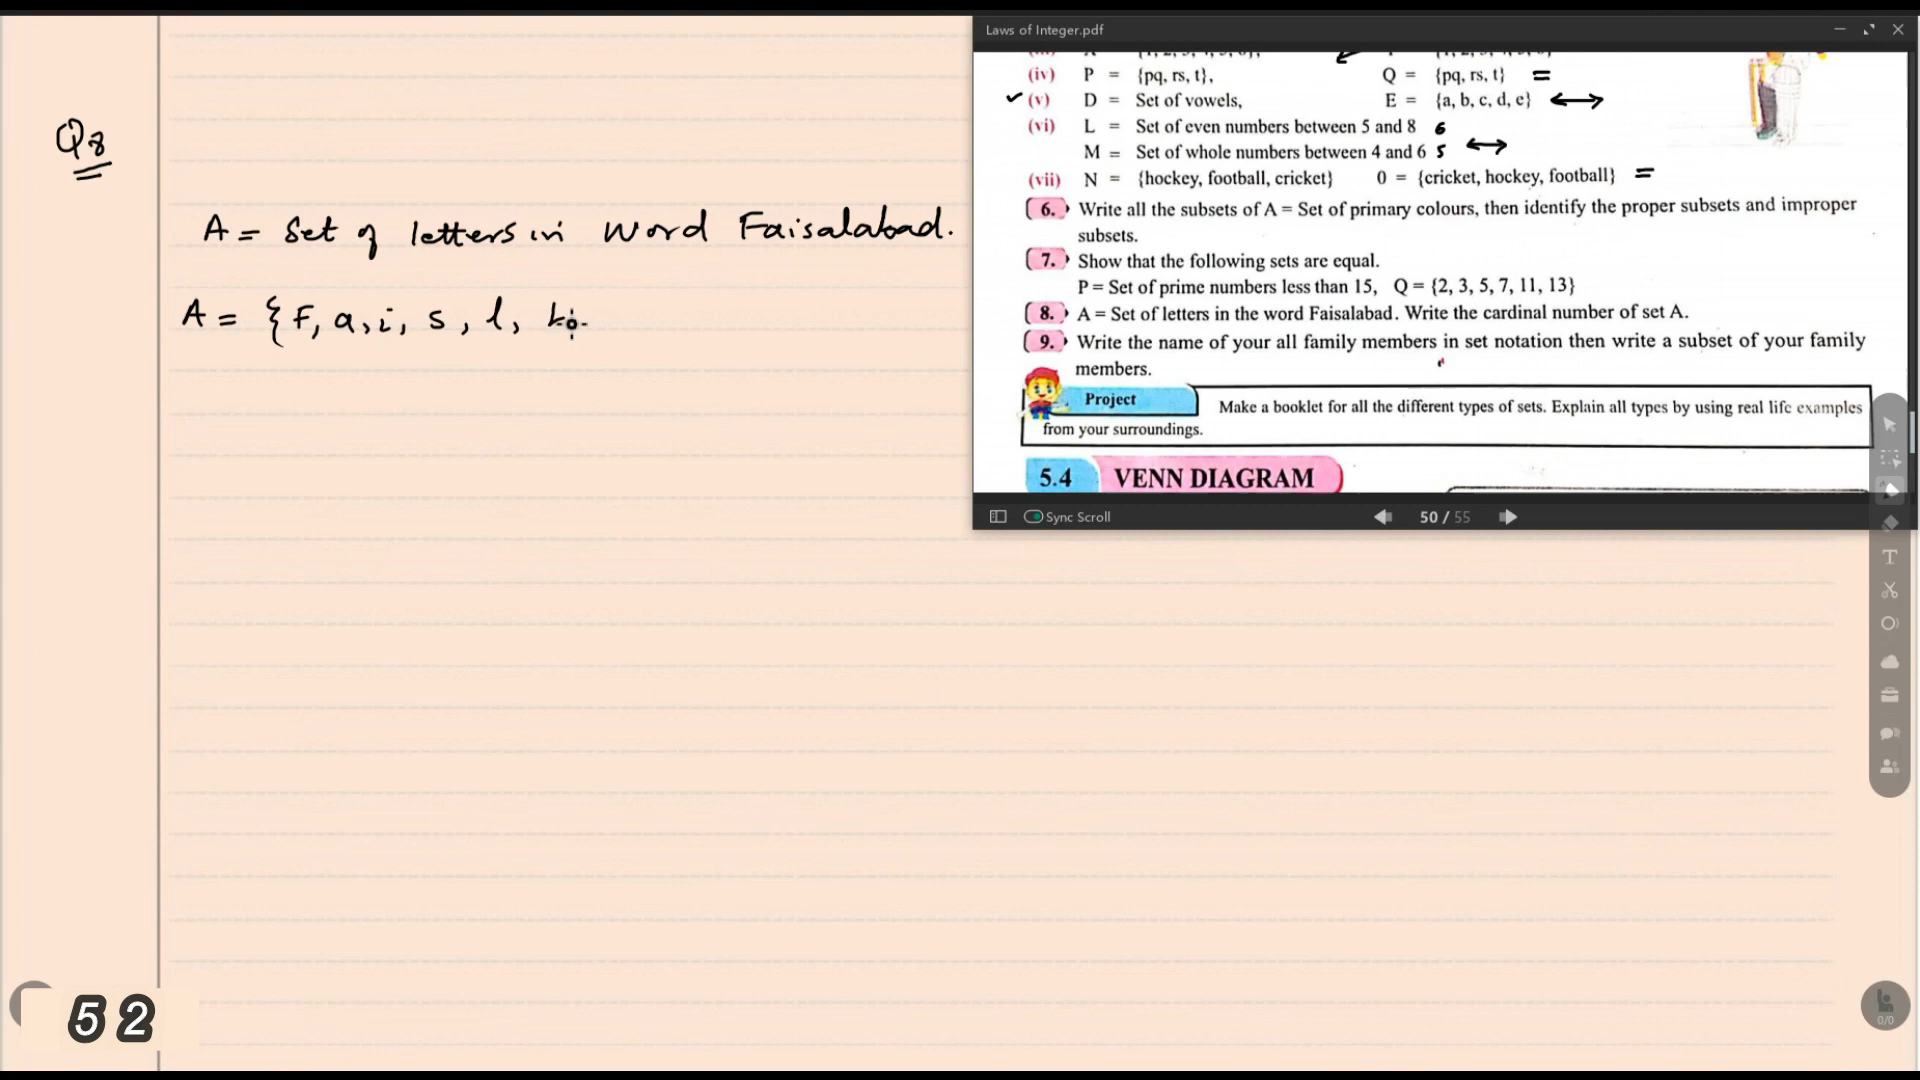 Q8
A = Set of letters in word Faisalabad.
A = {F, a, i, s, l, b
52
Laws of Integer.pdf
(iv) P = {pq, rs, t}, Q = {pq, rs, t} =
✓ (v) D = Set of vowels, E = {a, b, c, d, e} ↔
(vi) L = Set of even numbers between 5 and 8 6
M = Set of whole numbers between 4 and 6 5 ↔
(vii) N = {hockey, football, cricket} 0 = {cricket, hockey, football} =
6. Write all the subsets of A = Set of primary colours, then identify the proper subsets and improper
subsets.
7. Show that the following sets are equal.
P = Set of prime numbers less than 15, Q = {2, 3, 5, 7, 11, 13}
8. A = Set of letters in the word Faisalabad. Write the cardinal number of set A.
9. Write the name of your all family members in set notation then write a subset of your family
members.
Project Make a booklet for all the different types of sets. Explain all types by using real life examples
from your surroundings.
5.4 VENN DIAGRAM
Sync Scroll 50 / 55
T
0/0